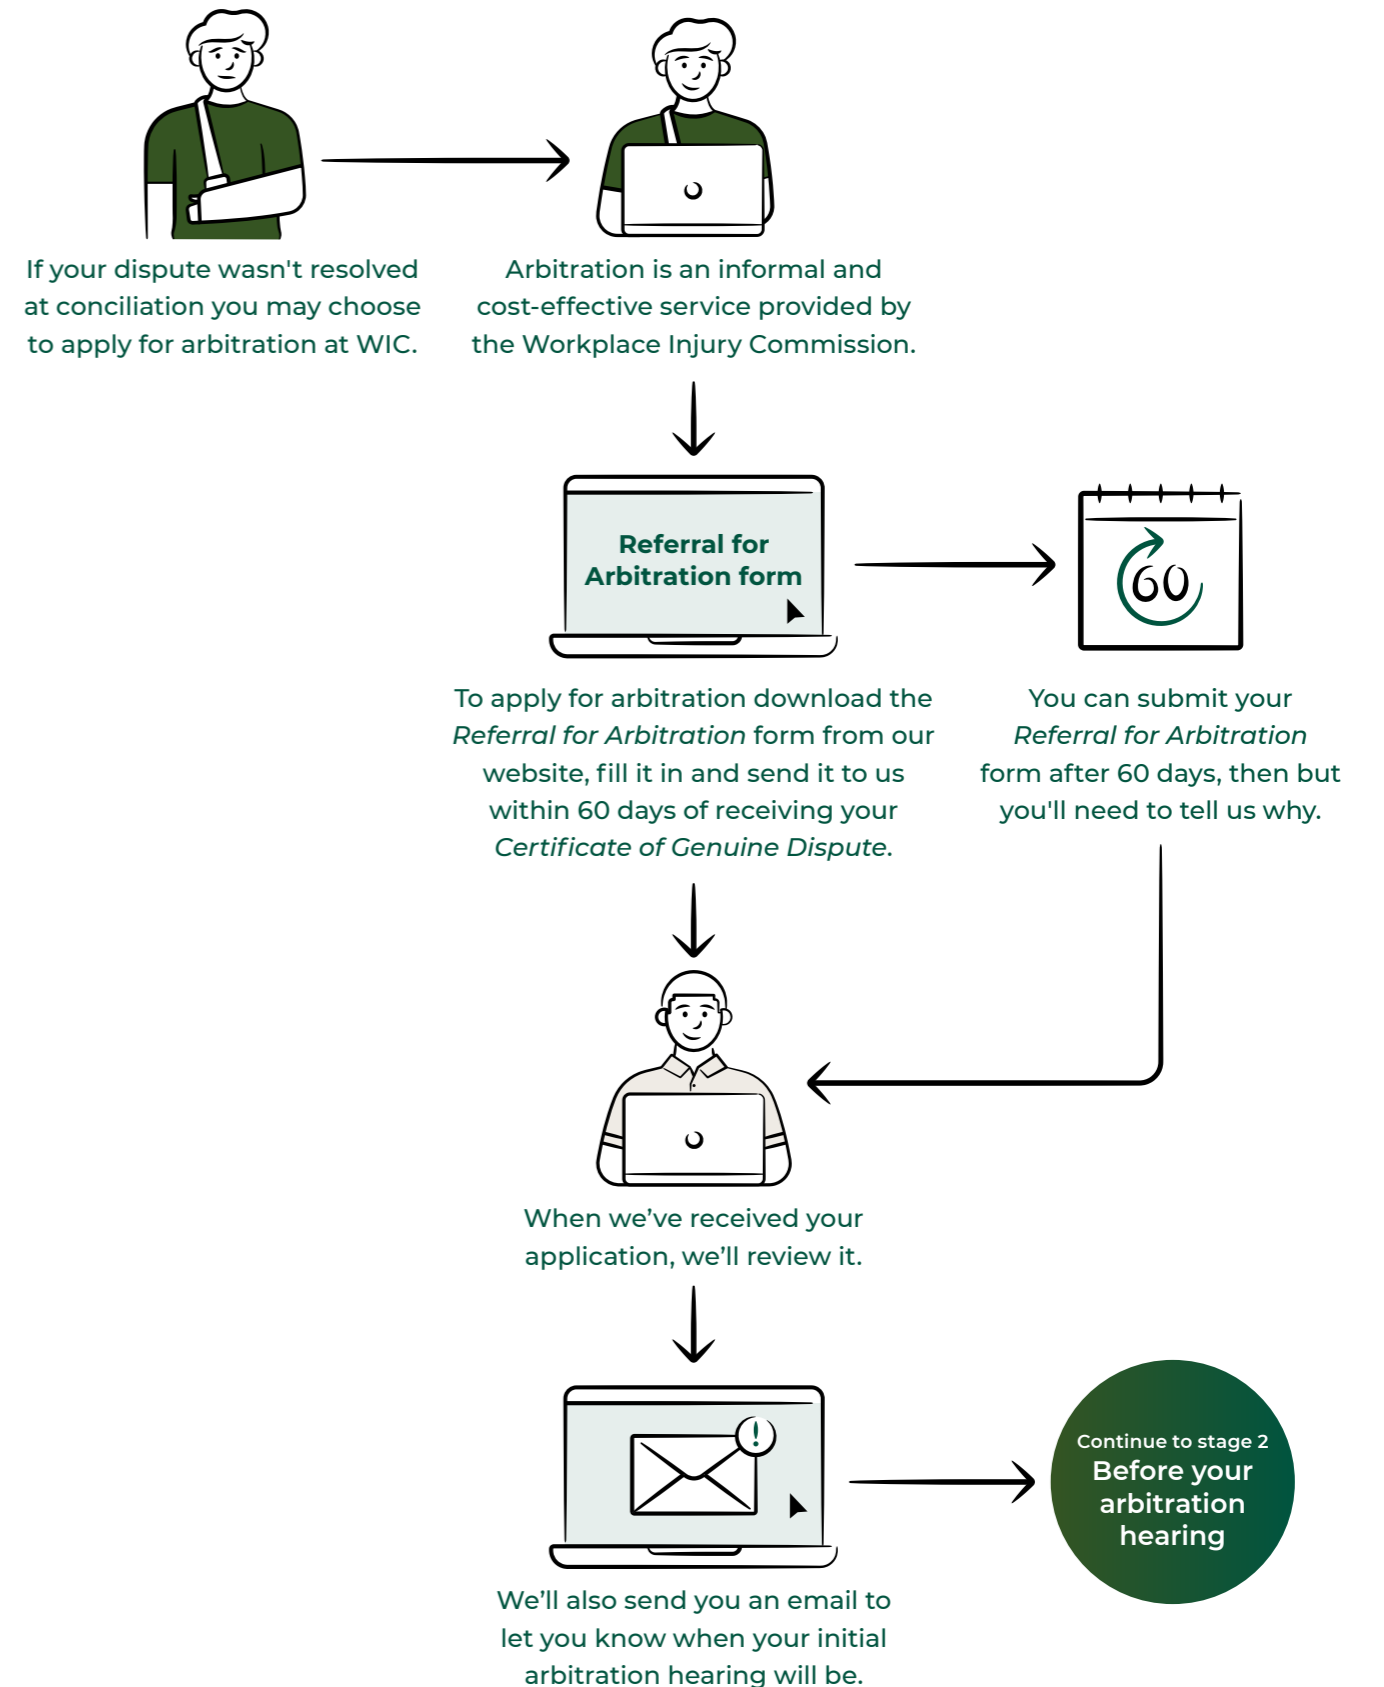 If your dispute wasn't resolved
at conciliation you may choose
to apply for arbitration at WIC.
Arbitration is an informal and
cost-effective service provided by
the Workplace Injury Commission.
Referral for
Arbitration form
60
To apply for arbitration download the
Referral for Arbitration form from our
website, fill it in and send it to us
within 60 days of receiving your
Certificate of Genuine Dispute.
You can submit your
Referral for Arbitration
form after 60 days, then but
you'll need to tell us why.
When we’ve received your
application, we’ll review it.
!
We’ll also send you an email to
let you know when your initial
arbitration hearing will be.
Continue to stage 2
Before your
arbitration
hearing